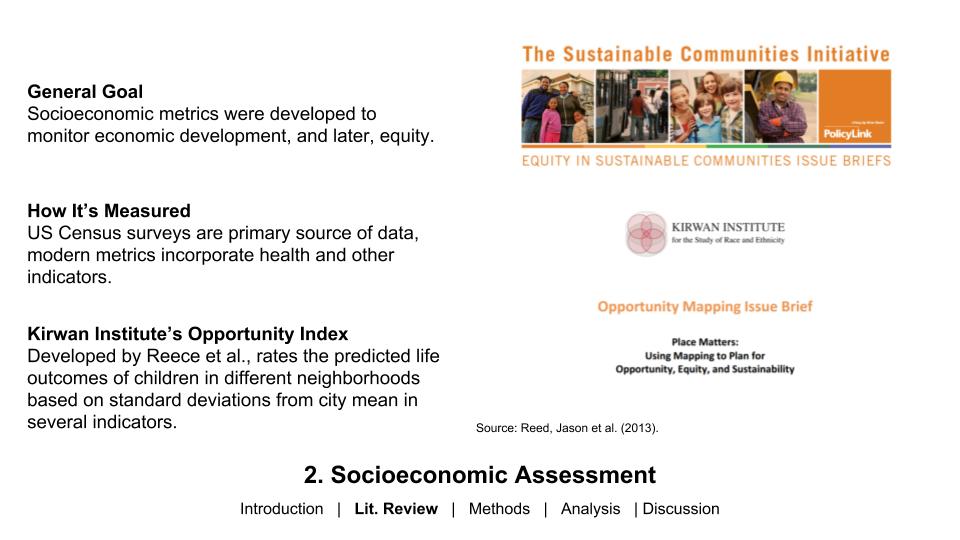 General Goal
Socioeconomic metrics were developed to
monitor economic development, and later, equity.
How It's Measured
US Census surveys are primary source of data,
modern metrics incorporate health and other
indicators.
Kirwan Institute's Opportunity Index
Developed by Reece et al., rates the predicted life
outcomes of children in different neighborhoods
based on standard deviations from city mean in
several indicators.
The Sustainable Communities Initiative
PolicyLink
EQUITY IN SUSTAINABLE COMMUNITIES ISSUE BRIEFS
KIRWAN INSTITUTE
for the Study of Race and Ethnicity
Opportunity Mapping Issue Brief
Place Matters:
Using Mapping to Plan for
Opportunity, Equity, and Sustainability
Source: Reed, Jason et al. (2013).
2. Socioeconomic Assessment
Introduction | Lit. Review | Methods | Analysis | Discussion